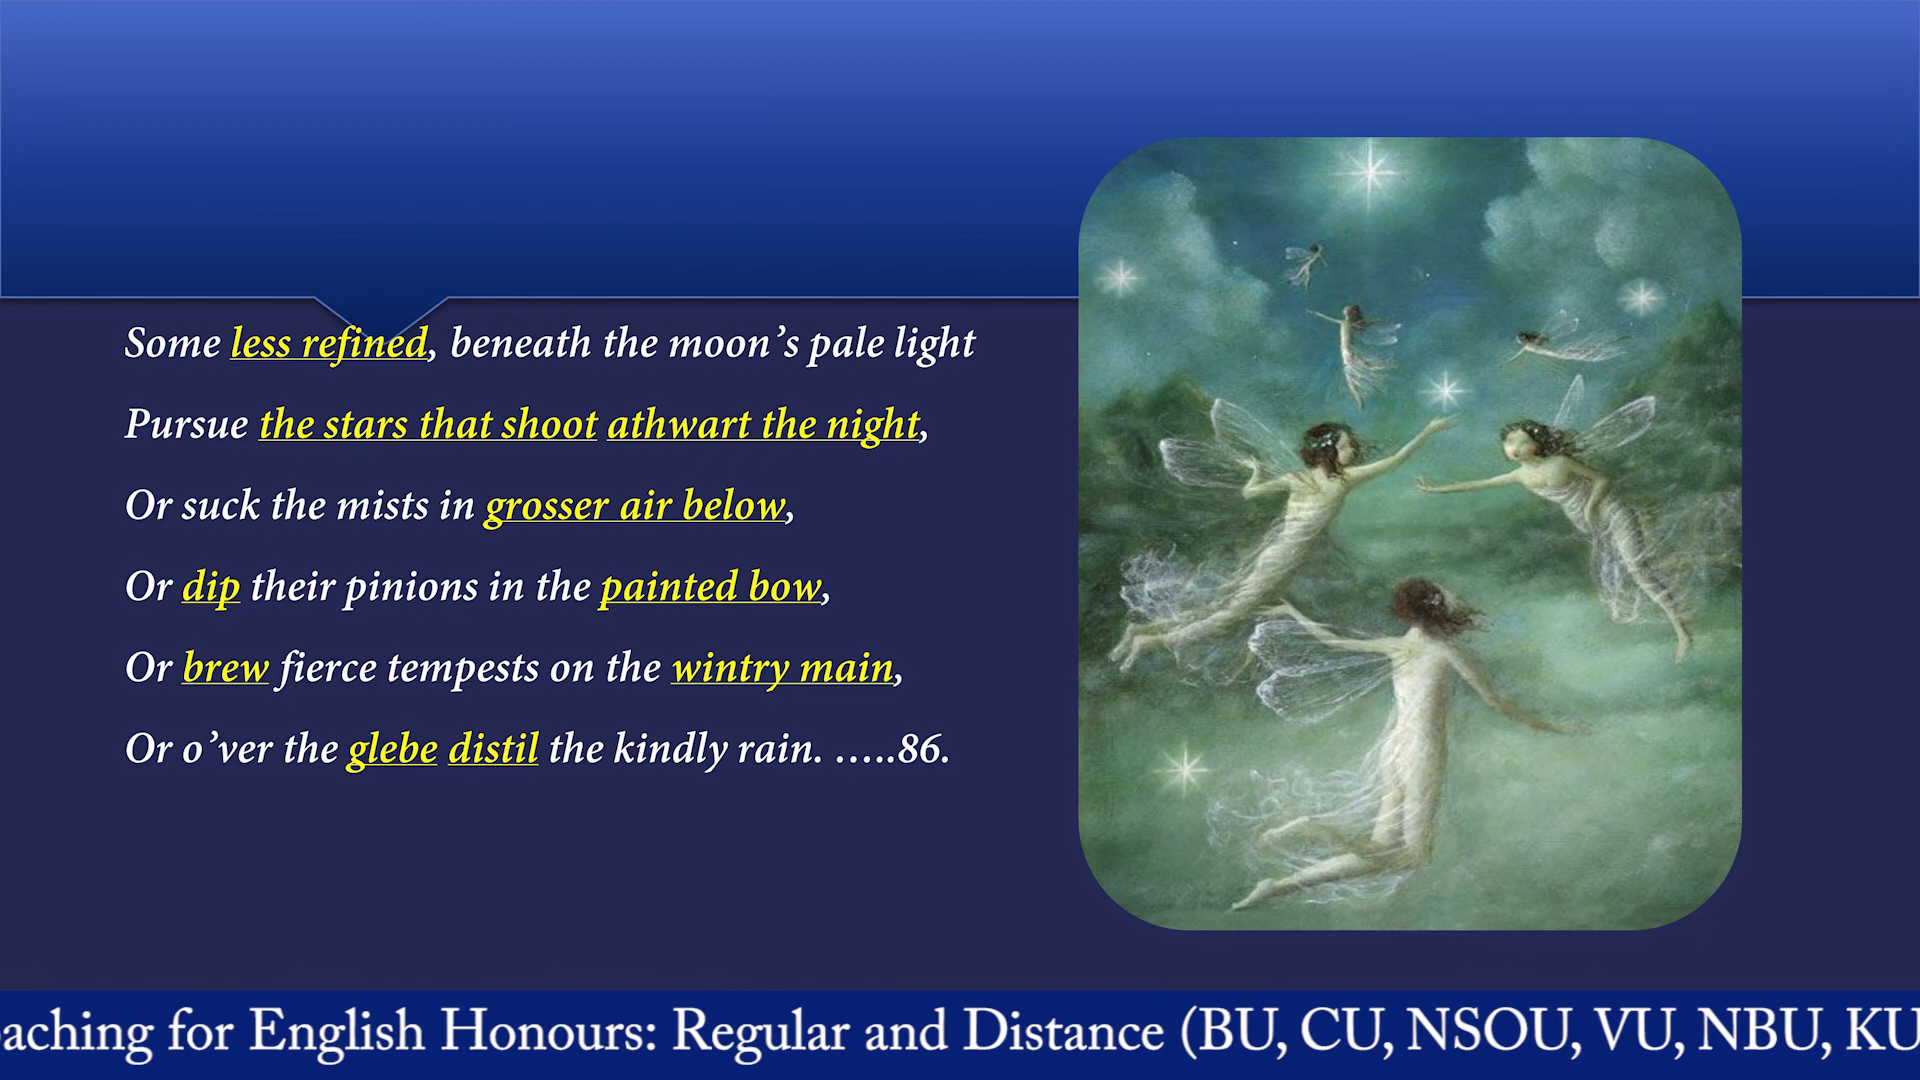 Some less refined, beneath the moon’s pale light
Pursue the stars that shoot athwart the night,
Or suck the mists in grosser air below,
Or dip their pinions in the painted bow,
Or brew fierce tempests on the wintry main,
Or o’ver the glebe distil the kindly rain. …..86.
aching for English Honours: Regular and Distance (BU, CU, NSOU, VU, NBU, KU